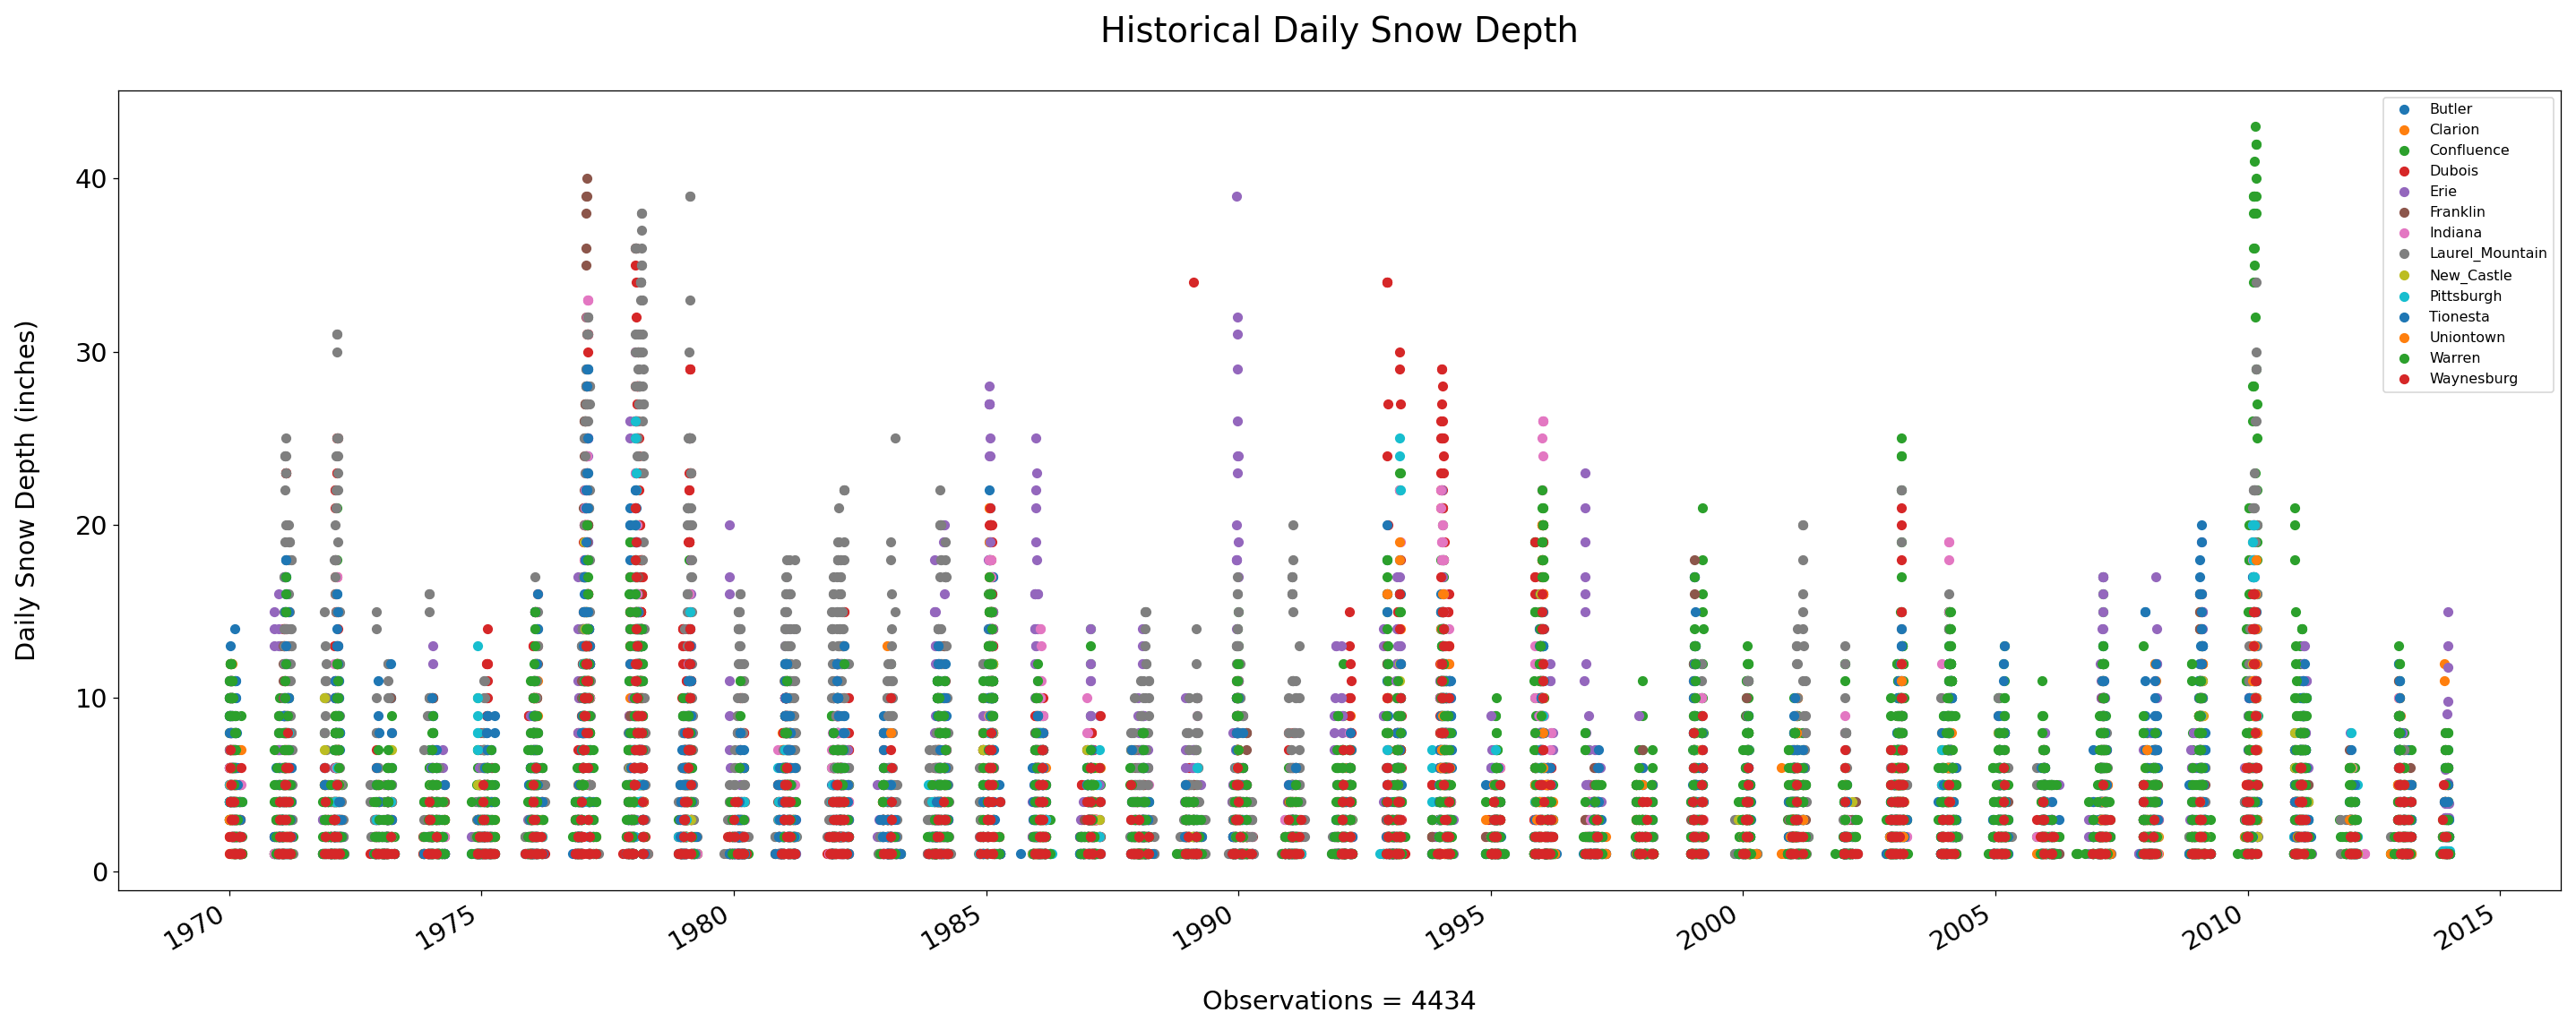 Historical Daily Snow Depth
Daily Snow Depth (inches)
40
30
20
10
0
Butler
Clarion
Confluence
Dubois
Erie
Franklin
Indiana
Laurel_Mountain
New_Castle
Pittsburgh
Tionesta
Uniontown
Warren
Waynesburg
1970
1975
1980
1985
1990
1995
2000
2005
2010
2015
Observations = 4434